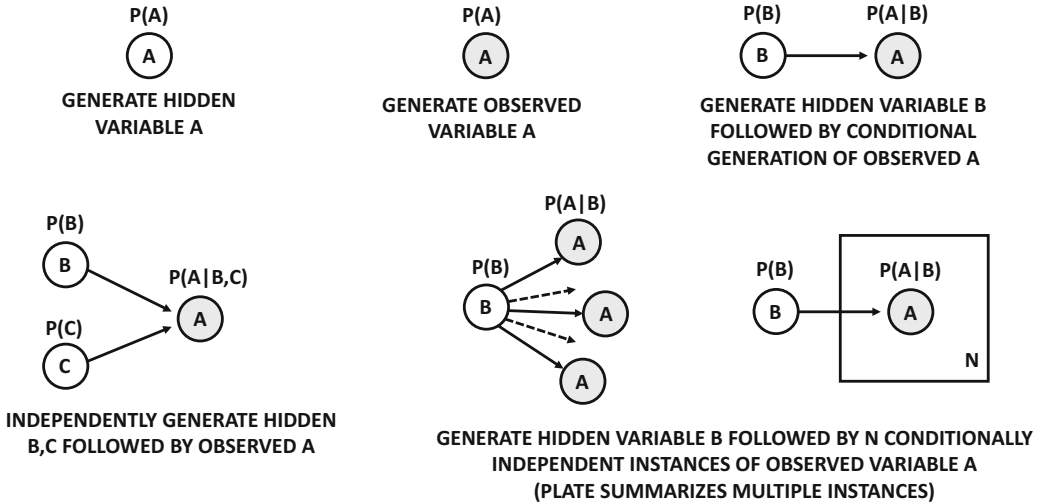 P(A)
A
GENERATE HIDDEN
VARIABLE A
P(A)
A
GENERATE OBSERVED
VARIABLE A
P(B)
P(A|B)
B
A
GENERATE HIDDEN VARIABLE B
FOLLOWED BY CONDITIONAL
GENERATION OF OBSERVED A
P(B)
B
P(A|B,C)
A
P(C)
C
INDEPENDENTLY GENERATE HIDDEN
B,C FOLLOWED BY OBSERVED A
P(A|B)
A
P(B)
B
A
A
P(B)
B
P(A|B)
A
N
GENERATE HIDDEN VARIABLE B FOLLOWED BY N CONDITIONALLY
INDEPENDENT INSTANCES OF OBSERVED VARIABLE A
(PLATE SUMMARIZES MULTIPLE INSTANCES)